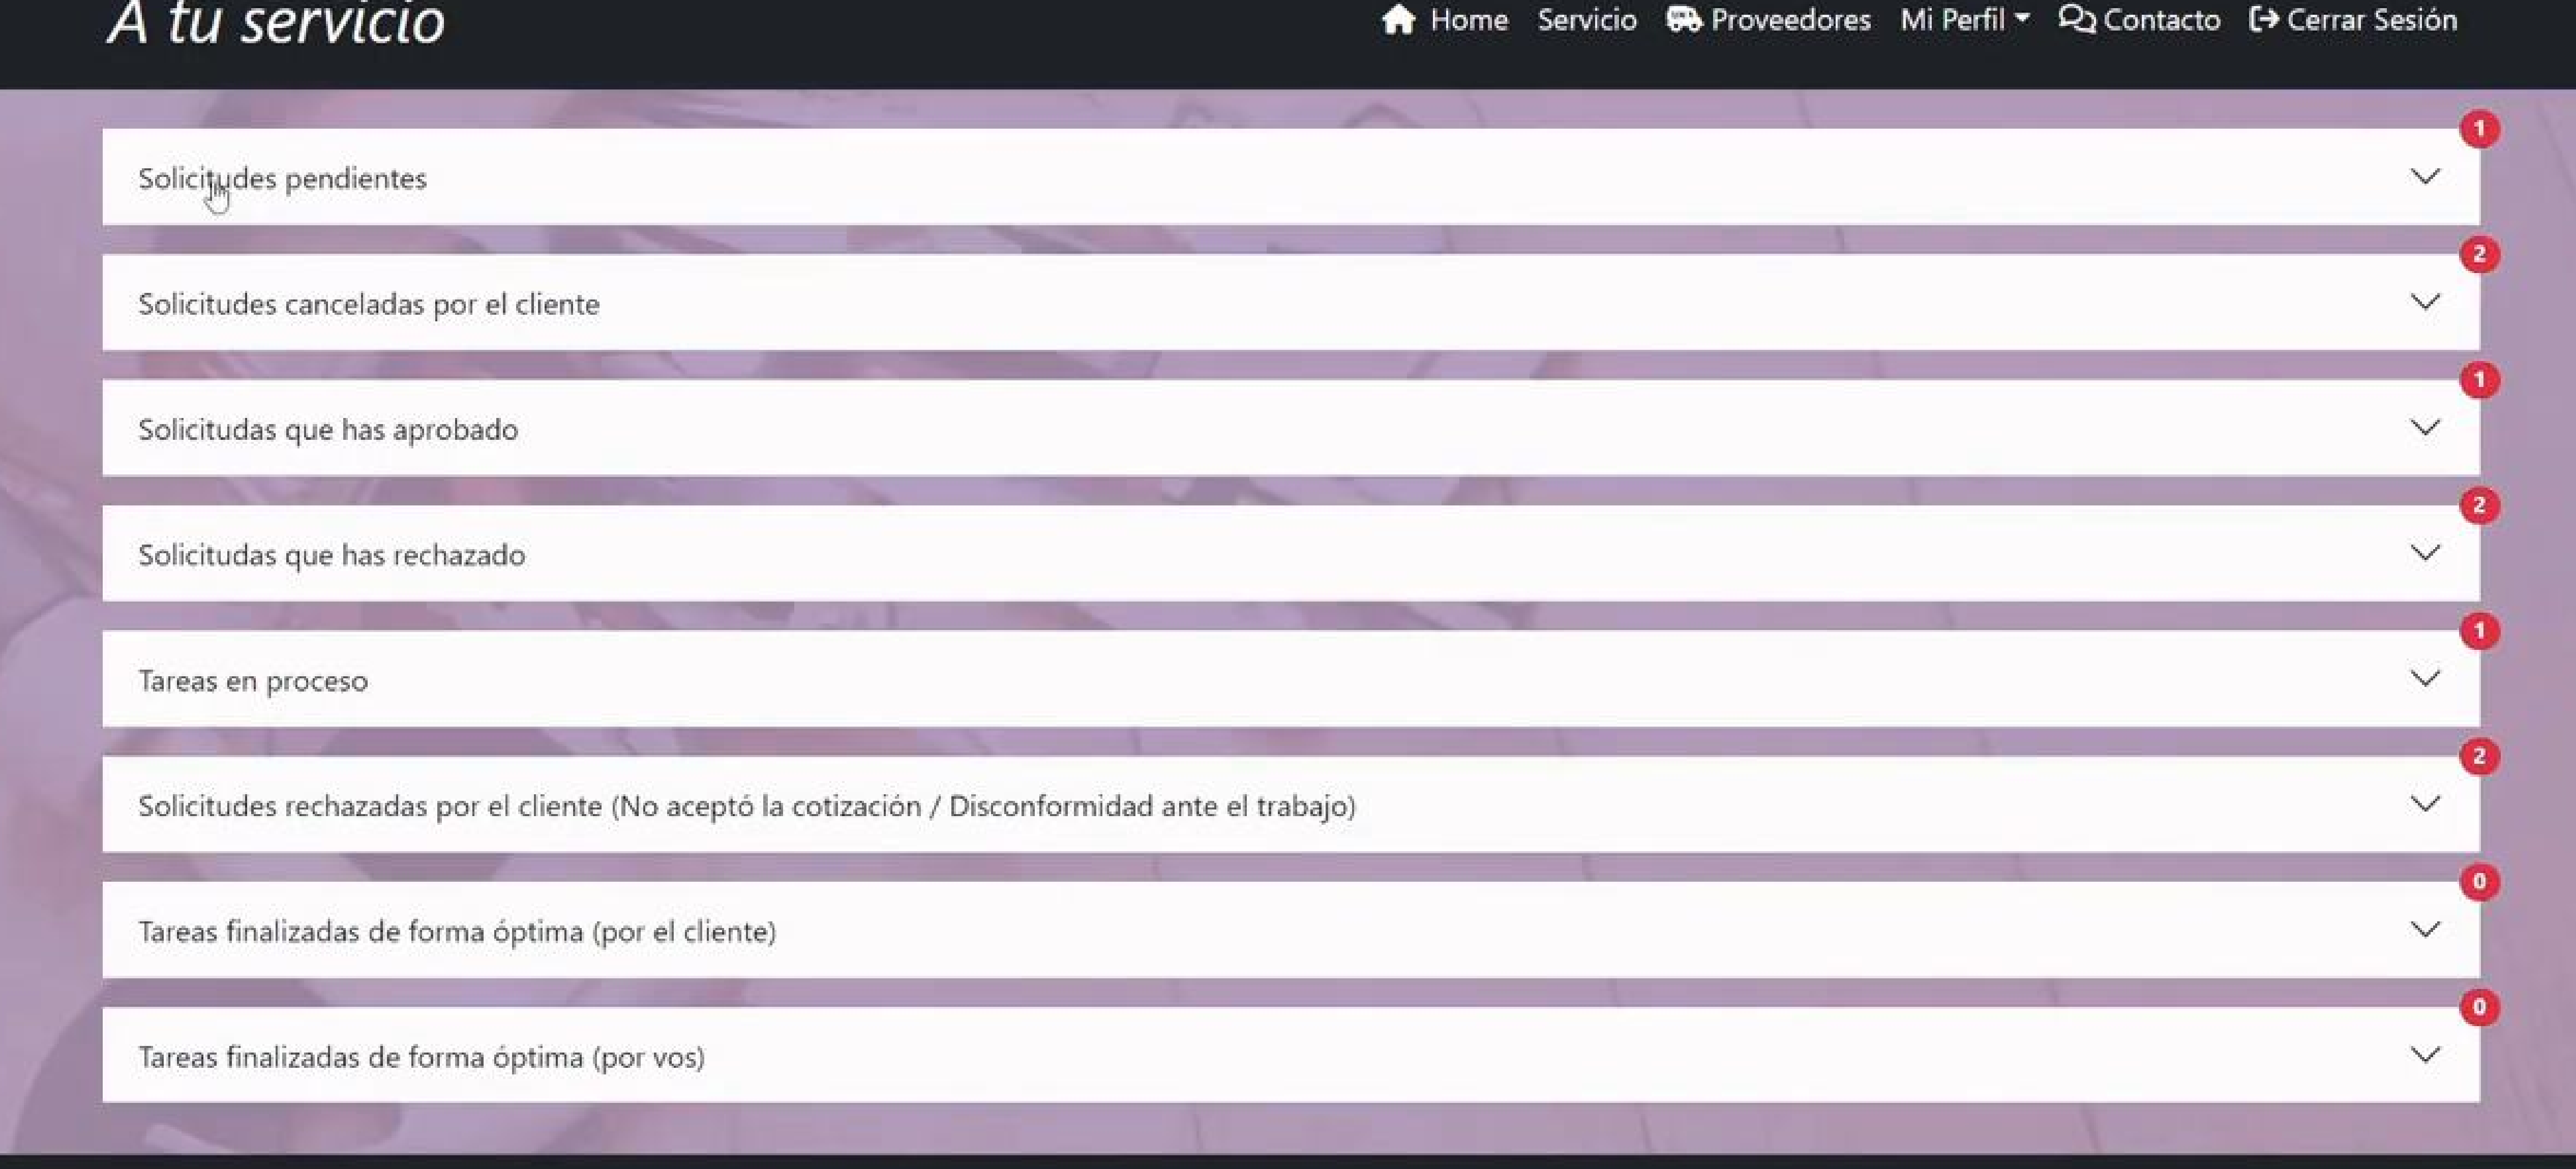 A tu servicio
Home Servicio Proveedores Mi Perfil Contacto Cerrar Sesión
1
Solicitudes pendientes
2
Solicitudes canceladas por el cliente
1
Solicitudas que has aprobado
2
Solicitudas que has rechazado
1
Tareas en proceso
2
Solicitudes rechazadas por el cliente (No aceptó la cotización / Disconformidad ante el trabajo)
0
Tareas finalizadas de forma óptima (por el cliente)
0
Tareas finalizadas de forma óptima (por vos)